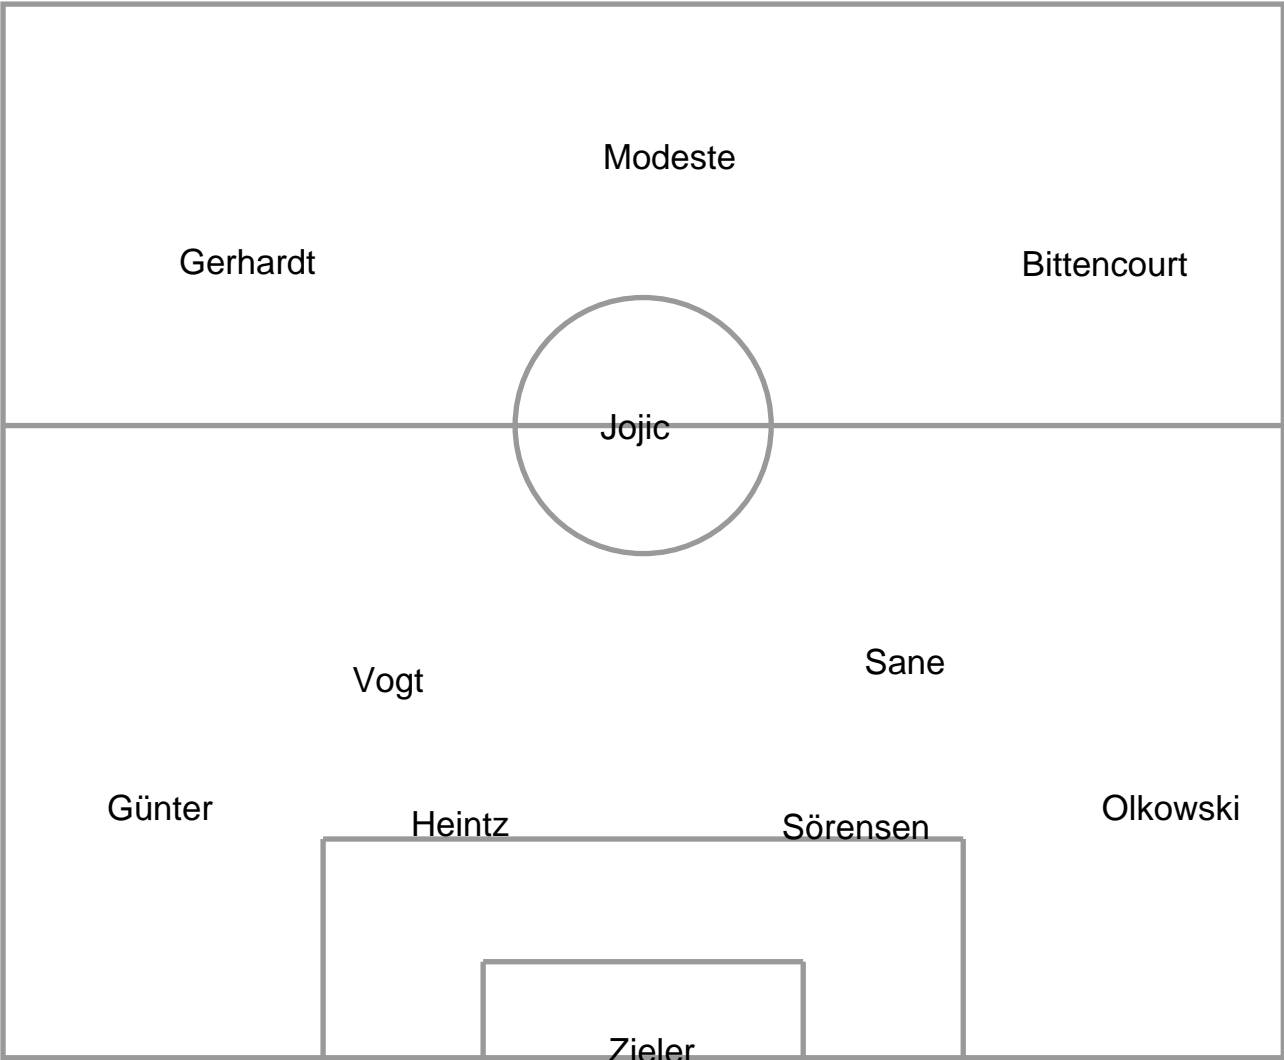 Modeste
Gerhardt
Bittencourt
Jojic
Vogt
Sane
Günter
Heintz
Sörensen
Olkowski
Zieler